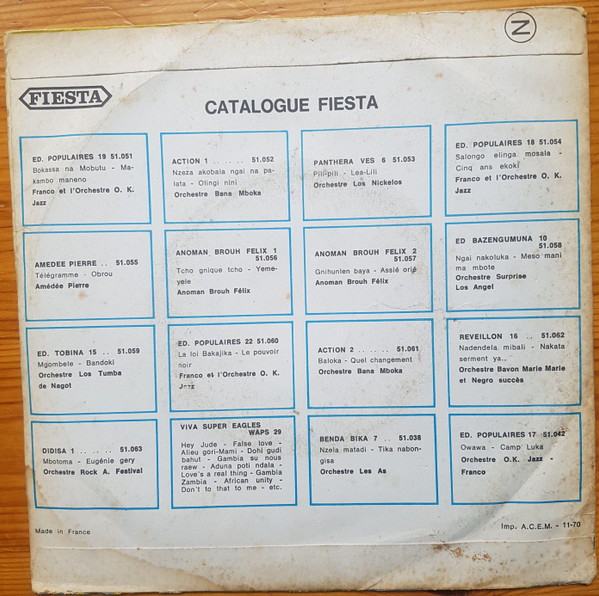 N
FIESTA
CATALOGUE FIESTA
ED. POPULAIRES 19 51.051
Bokassa na Mobutu - Ma-
kambo maneno
Franco et l'Orchestre O. K.
Jazz
ACTION 1 ....... 51.052
Nzeza akobala ngai na pa-
lata - Olingi nini
Orchestre Bana Mboka
PANTHERA VES 6 51.053
Pili-pili - Lea-Lili
Orchestre Los Nickelos
ED. POPULAIRES 18 51.054
Salongo elinga mosala -
Cinq ans ekoki
Franco et l'Orchestre O. K.
Jazz
AMEDEE PIERRE .. 51.055
Télégramme - Obrou
Amédée Pierre
ANOMAN BROUH FELIX 1
51.056
Tcho gnique tcho - Yeme-
yele
Anoman Brouh Félix
ANOMAN BROUH FELIX 2
51.057
Gnihunlen baya - Assié orié
Anoman Brouh Félix
ED BAZENGUMUNA 10
51.058
Ngai nakoluka - Meso mani
ma mbote
Orchestre Surprise
Los Angel
ED. TOBINA 15 .. 51.059
Mgombele - Bandoki
Orchestre Los Tumba
de Nagot
ED. POPULAIRES 22 51.060
La loi Bakajika - Le pouvoir
noir
Franco et l'Orchestre O. K.
Jazz
ACTION 2 .. .. .. 51.061
Baloka - Quel changement
Orchestre Bana Mboka
REVEILLON 16 .. 51.062
Nadendela mibali - Nakata
serment ya..
Orchestre Bavon Marie Marie
et Negro succès
DIDISA 1 .. .. .. 51.063
Mbotoma - Eugénie gery
Orchestre Rock A. Festival
VIVA SUPER EAGLES
WAPS 29
Hey Jude - False love -
Alieu gori-Mami - Dohi gudi
bahut - Gambia su nous
raew - Aduna poti ndala -
Love's a real thing - Gambia
Zambia - African unity -
Don't to that to me - etc.
BENDA BIKA 7 .. 51.038
Nzela matadi - Tika nabon-
gisa
Orchestre Les As
ED. POPULAIRES 17 51.042
Owawa - Camp Luka
Orchestre O.K. Jazz -
Franco
Made in France
Imp. A.C.E.M. - 11-70